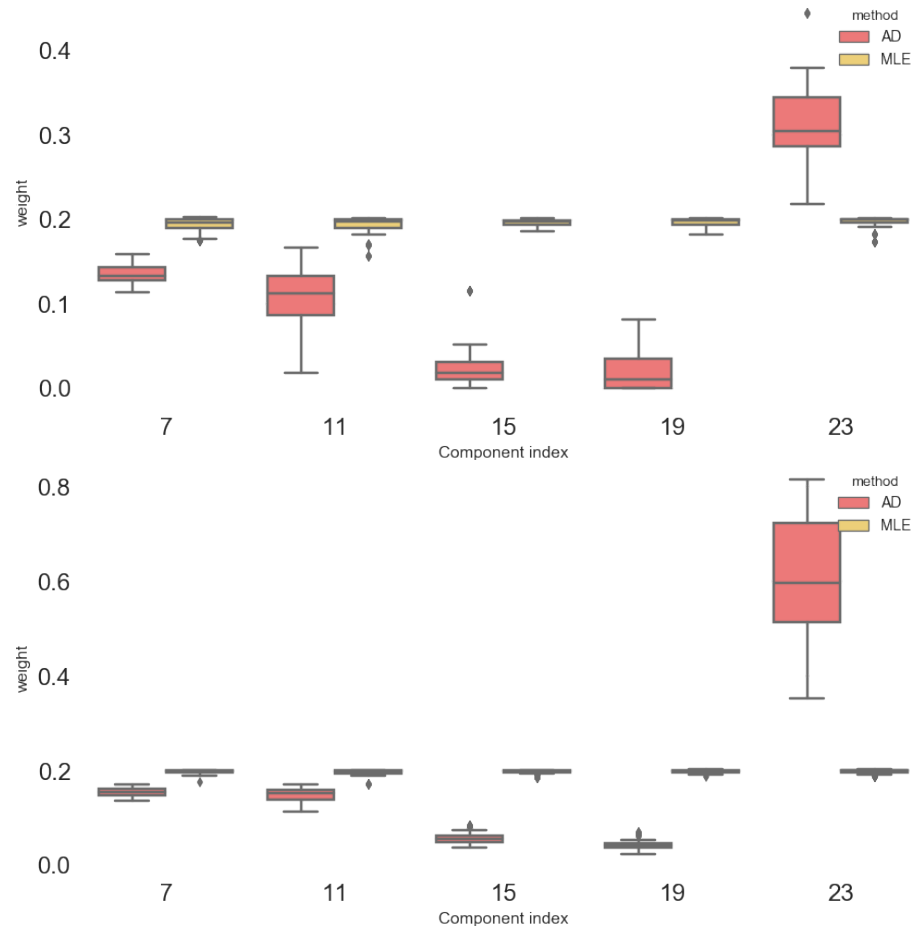 method
AD
MLE
0.4
0.3
0.2
0.1
0.0
weight
7 11 15 19 23
Component index
method
AD
MLE
0.8
0.6
0.4
0.2
0.0
weight
7 11 15 19 23
Component index